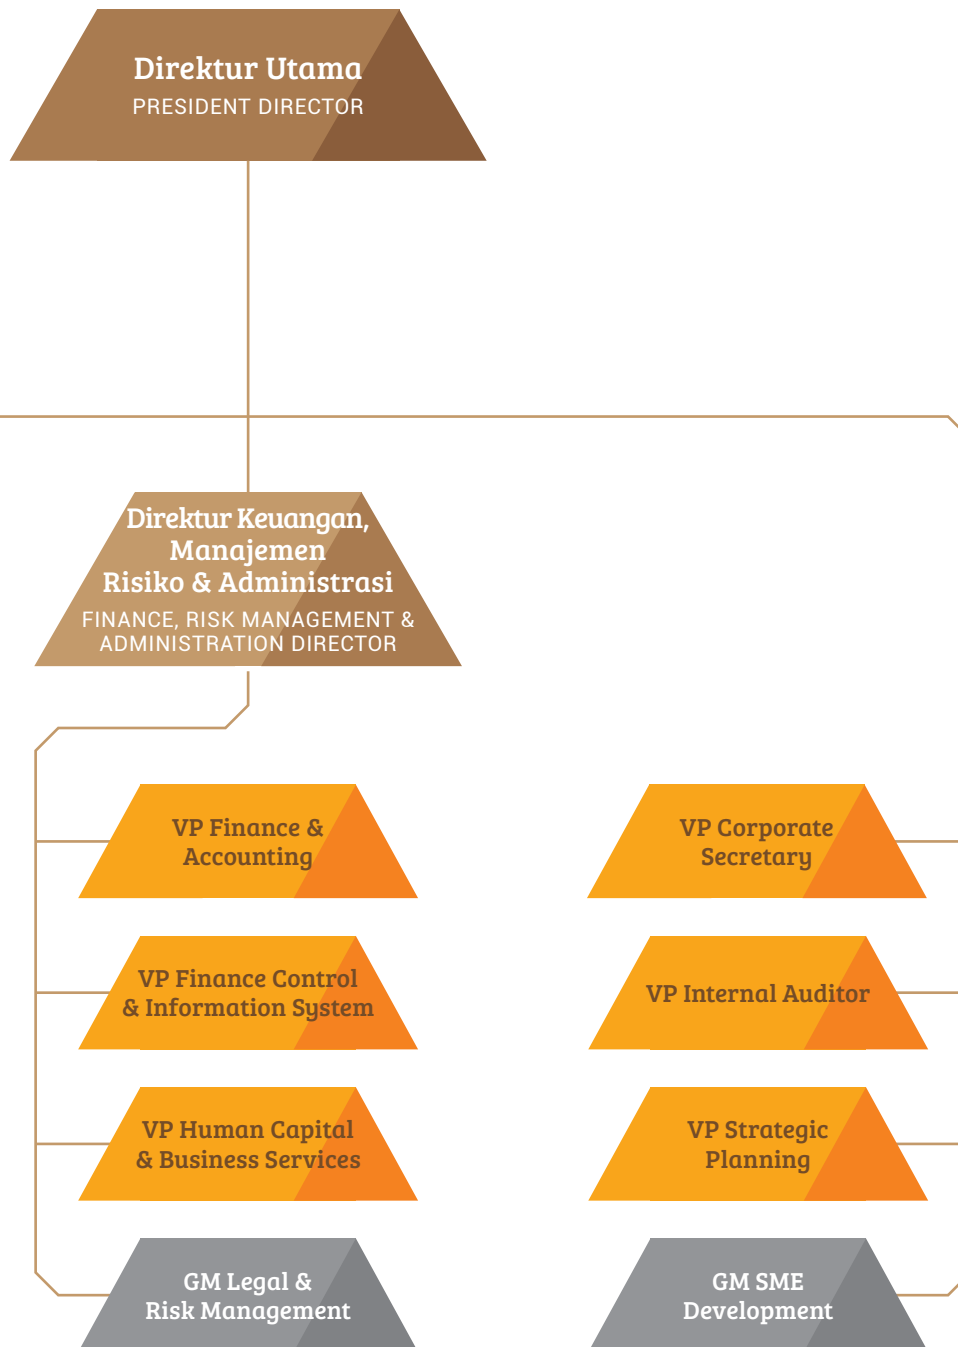 Direktur Utama
PRESIDENT DIRECTOR
Direktur Keuangan,
Manajemen
Risiko & Administrasi
FINANCE, RISK MANAGEMENT &
ADMINISTRATION DIRECTOR
VP Finance &
Accounting
VP Finance Control
& Information System
VP Human Capital
& Business Services
GM Legal &
Risk Management
VP Corporate
Secretary
VP Internal Auditor
VP Strategic
Planning
GM SME
Development